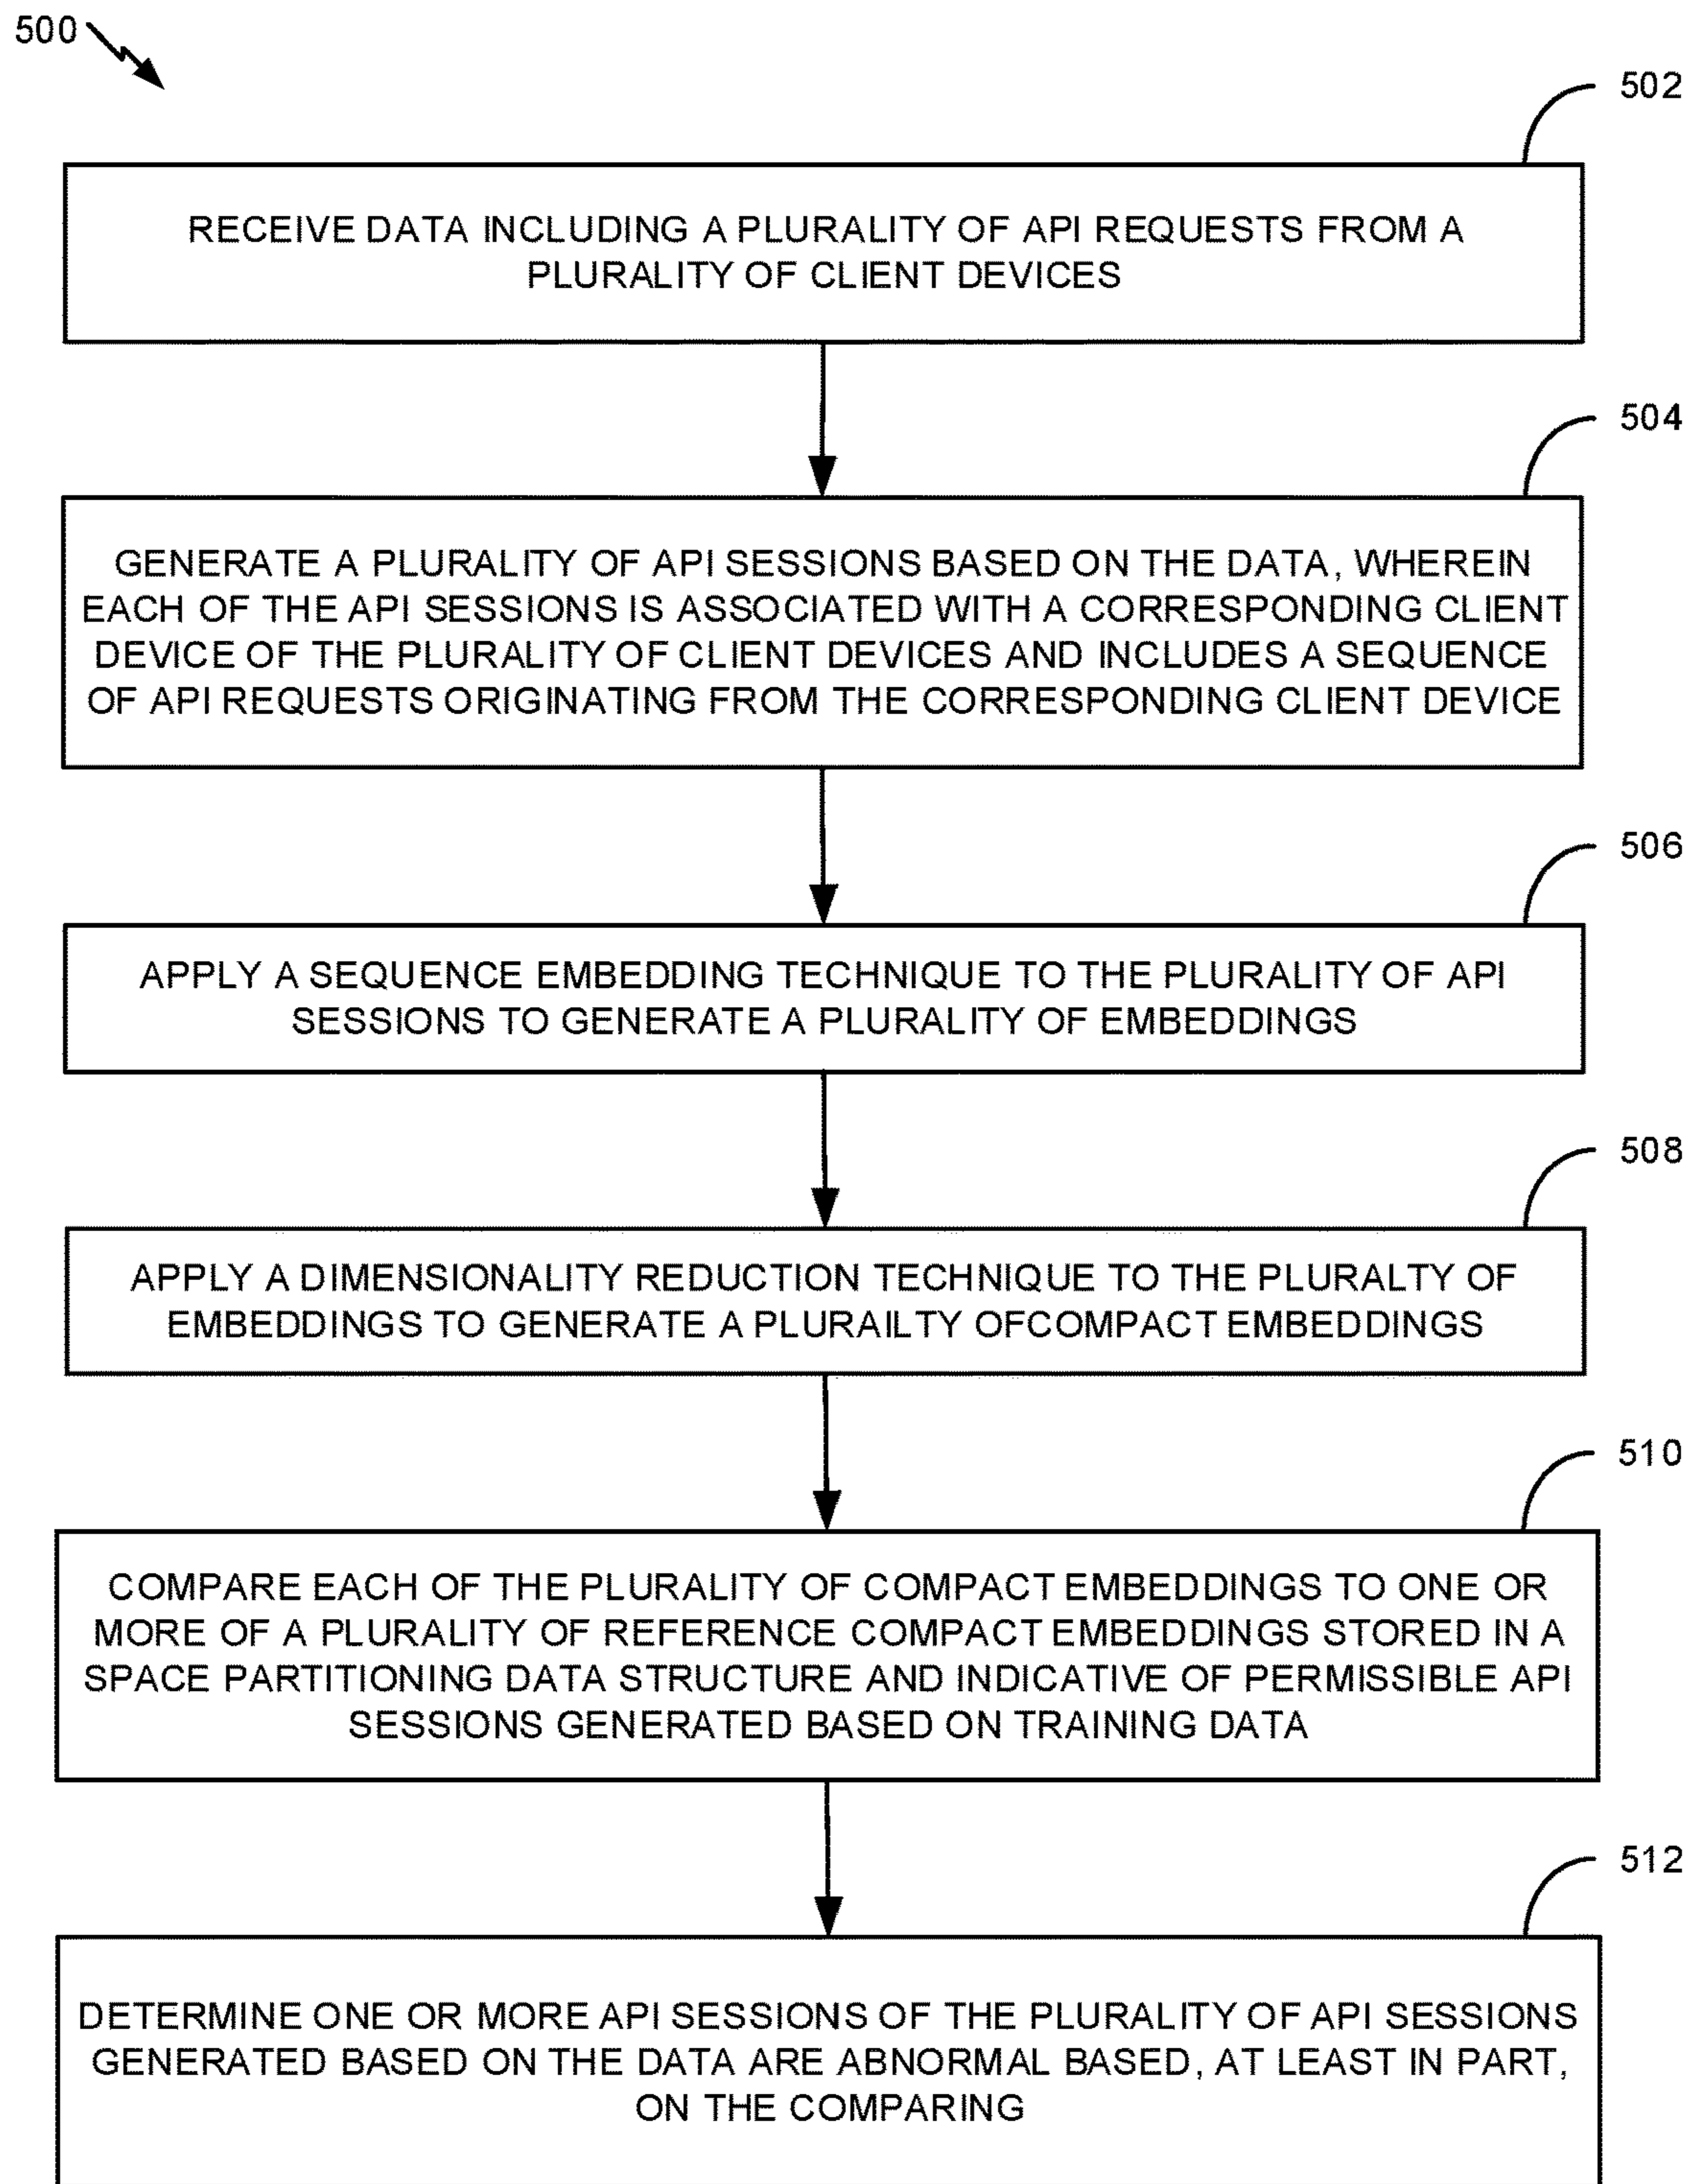 500
502
RECEIVE DATA INCLUDING A PLURALITY OF API REQUESTS FROM A
PLURALITY OF CLIENT DEVICES
504
GENERATE A PLURALITY OF API SESSIONS BASED ON THE DATA, WHEREIN
EACH OF THE API SESSIONS IS ASSOCIATED WITH A CORRESPONDING CLIENT
DEVICE OF THE PLURALITY OF CLIENT DEVICES AND INCLUDES A SEQUENCE
OF API REQUESTS ORIGINATING FROM THE CORRESPONDING CLIENT DEVICE
506
APPLY A SEQUENCE EMBEDDING TECHNIQUE TO THE PLURALITY OF API
SESSIONS TO GENERATE A PLURALITY OF EMBEDDINGS
508
APPLY A DIMENSIONALITY REDUCTION TECHNIQUE TO THE PLURALTY OF
EMBEDDINGS TO GENERATE A PLURAILTY OFCOMPACT EMBEDDINGS
510
COMPARE EACH OF THE PLURALITY OF COMPACT EMBEDDINGS TO ONE OR
MORE OF A PLURALITY OF REFERENCE COMPACT EMBEDDINGS STORED IN A
SPACE PARTITIONING DATA STRUCTURE AND INDICATIVE OF PERMISSIBLE API
SESSIONS GENERATED BASED ON TRAINING DATA
512
DETERMINE ONE OR MORE API SESSIONS OF THE PLURALITY OF API SESSIONS
GENERATED BASED ON THE DATA ARE ABNORMAL BASED, AT LEAST IN PART,
ON THE COMPARING